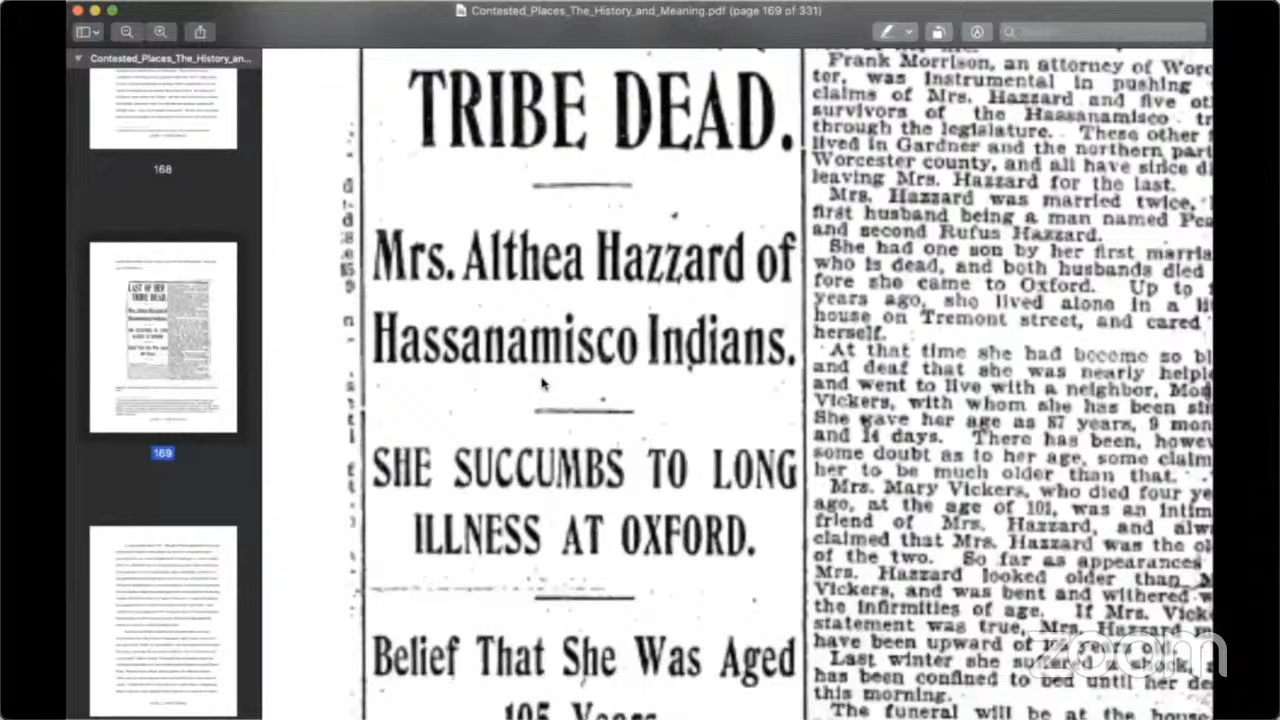 Contested_Places_The_History_and_Meaning.pdf (page 169 of 331)
Contested_Places_The_History_an...
168
169
TRIBE DEAD.
Mrs. Althea Hazzard of
Hassanamisco Indians.
SHE SUCCUMBS TO LONG
ILLNESS AT OXFORD.
Belief That She Was Aged
105 Years
Frank Morrison, an attorney of Worc
ter, was instrumental in pushing
claims of Mrs. Hazzard and five ot
survivors of the Hassanamisco tr
through the legislature. These other
lived in Gardner and the northern part
Worcester county, and all have since di
leaving Mrs. Hazzard for the last.
Mrs. Hazzard was married twice,
first husband being a man named Pea
and second Rufus Hazzard.
She had one son by her first marria
who is dead, and both husbands died
fore she came to Oxford. Up to
years ago, she lived alone in a li
house on Tremont street, and cared
herself.
At that time she had become so bl
and deaf that she was nearly helple
and went to live with a neighbor, Mo
Vickers, with whom she has been si
She gave her age as 87 years, 9 mon
and 14 days. There has been, howev
some doubt as to her age, some claim
her to be much older than that.
Mrs. Mary Vickers, who died four ye
ago, at the age of 101, was an intim
friend of Mrs. Hazzard, and alw
claimed that Mrs. Hazzard was the ol
of the two. So far as appearances
Mrs. Hazzard looked older than M
Vickers, and was bent and withered w
the infirmities of age. If Mrs. Vick
statement was true, Mrs. Hazzard m
have been upward of years old.
Last winter she suffered a shock, a
has been confined to bed until her de
this morning.
The funeral will be at the hous
zoom